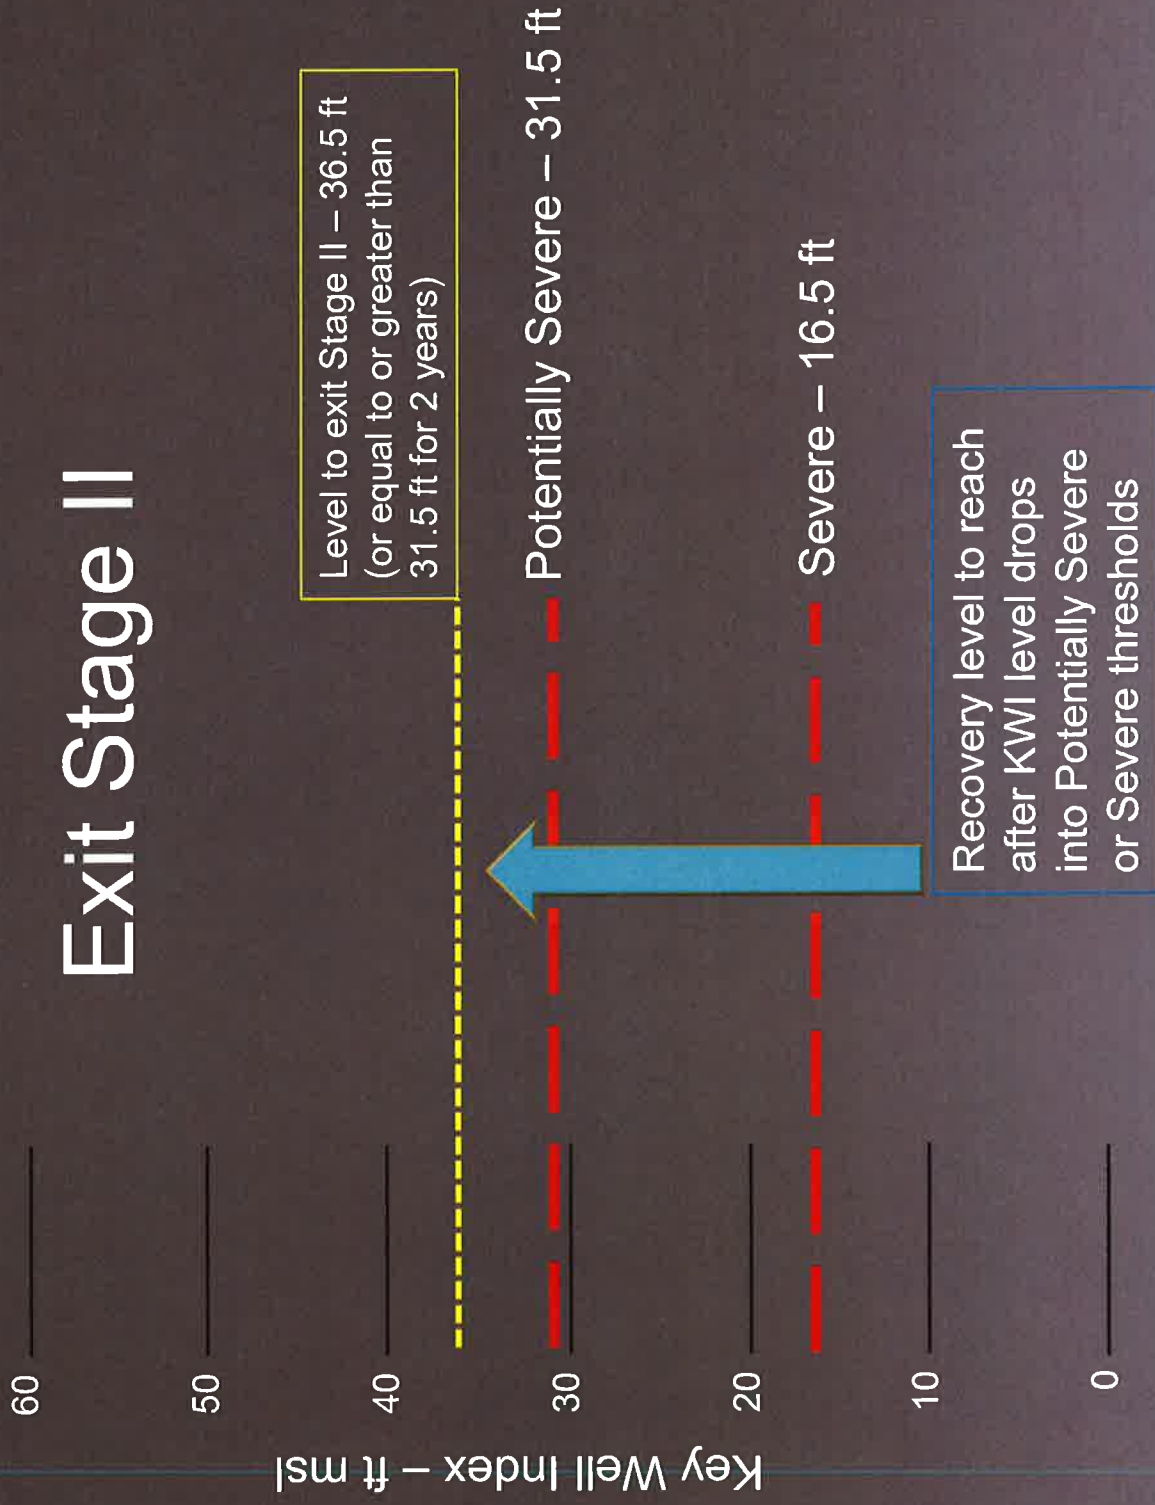 Exit Stage II
Key Well Index – ft msl
60
50
40
30
20
10
0
Level to exit Stage II – 36.5 ft
(or equal to or greater than
31.5 ft for 2 years)
Potentially Severe – 31.5 ft
Severe – 16.5 ft
Recovery level to reach
after KWI level drops
into Potentially Severe
or Severe thresholds